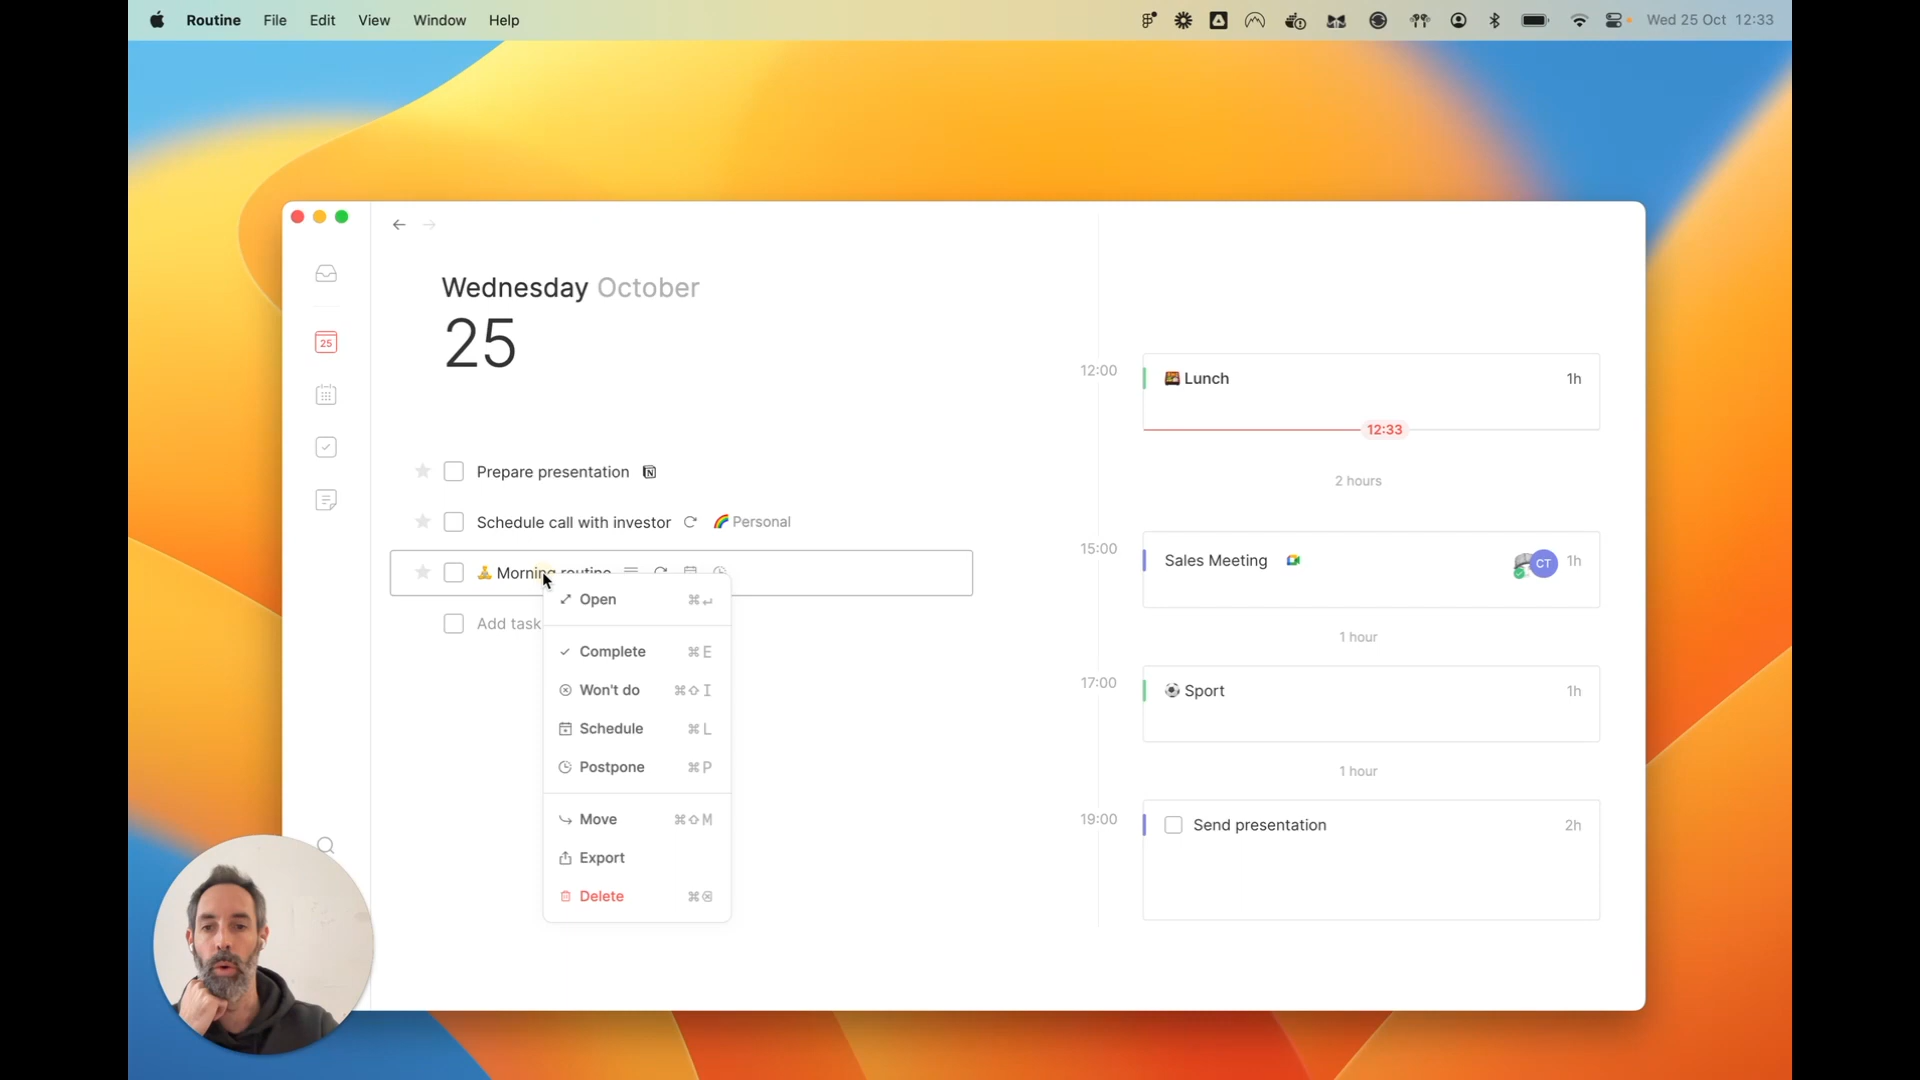 Routine File Edit View Window Help Wed 25 Oct 12:33
Wednesday October
25
25
Prepare presentation
Schedule call with investor 🌈 Personal
🧘 Morning routine
Add task
Open ⌘↵
Complete ⌘E
Won't do ⌘⇧I
Schedule ⌘L
Postpone ⌘P
Move ⌘⇧M
Export
Delete ⌘⌫
12:00 🍱 Lunch 1h
12:33
2 hours
15:00 Sales Meeting CT 1h
1 hour
17:00 ⚽ Sport 1h
1 hour
19:00 Send presentation 2h